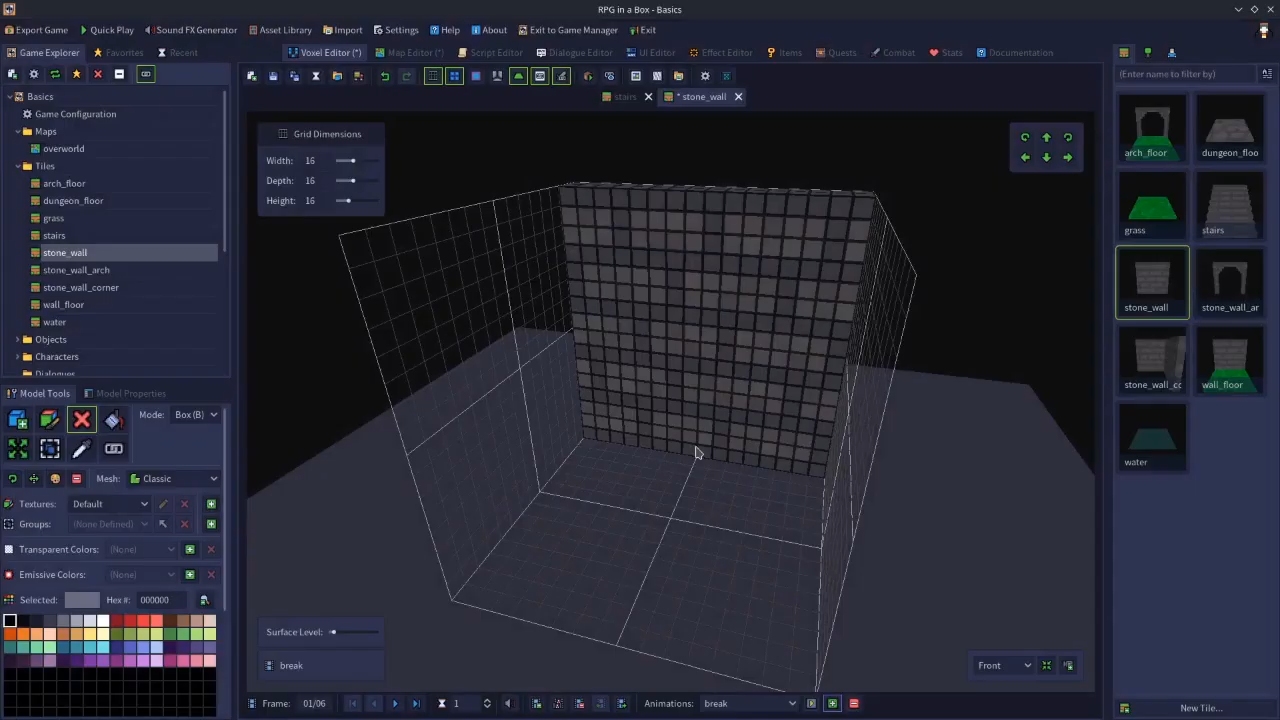 RPG in a Box - Basics
Export Game Quick Play Sound FX Generator Asset Library Import Settings Help About Exit to Game Manager Exit
Game Explorer Favorites Recent Voxel Editor (*) Map Editor (*) Script Editor Dialogue Editor UI Editor Effect Editor Items Quests Combat Stats Documentation
(Enter name to filter by)
stairs * stone_wall
Basics
Game Configuration
Maps
overworld
Tiles
arch_floor
dungeon_floor
grass
stairs
stone_wall
stone_wall_arch
stone_wall_corner
wall_floor
water
Objects
Characters
Dialogues
Grid Dimensions
Width: 16
Depth: 16
Height: 16
arch_floor dungeon_floo
grass stairs
stone_wall stone_wall_ar
stone_wall_cc wall_floor
water
Model Tools Model Properties
Mode: Box (B)
Mesh: Classic
Textures: Default
Groups: (None Defined)
Transparent Colors: (None)
Emissive Colors: (None)
Selected: Hex #: 000000
Surface Level:
break
Front
Frame: 01/06 1 Animations: break
New Tile...